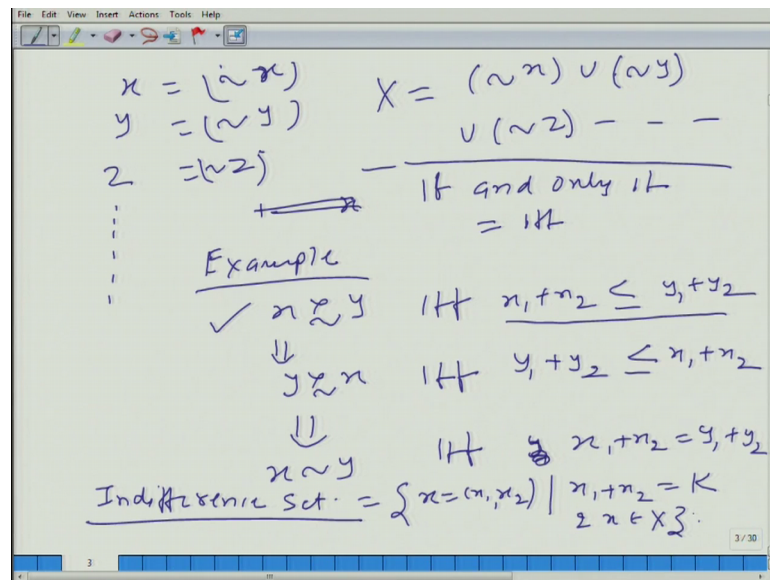 File Edit View Insert Actions Tools Help
x = (~x)
y = (~y)
z = (~z)
X = (~x) ∪ (~y)
∪ (~z) - - -
If and only if
= iff
Example
✓ x ≿ y iff x₁+x₂ ≤ y₁+y₂
⇓
y ≿ x iff y₁+y₂ ≤ x₁+x₂
⇓
x ~ y iff x₁+x₂ = y₁+y₂
Indifference set. = {x=(x₁,x₂) | x₁+x₂ = K
& x ∈ X}.
3 / 30
3